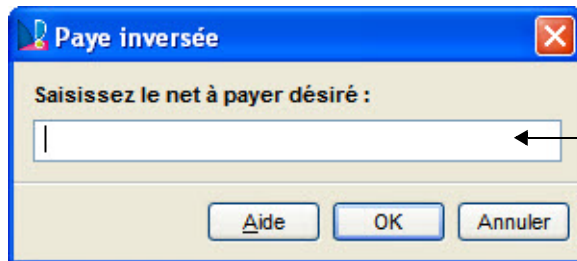 Paye inversée
Saisissez le net à payer désiré :
Aide OK Annuler